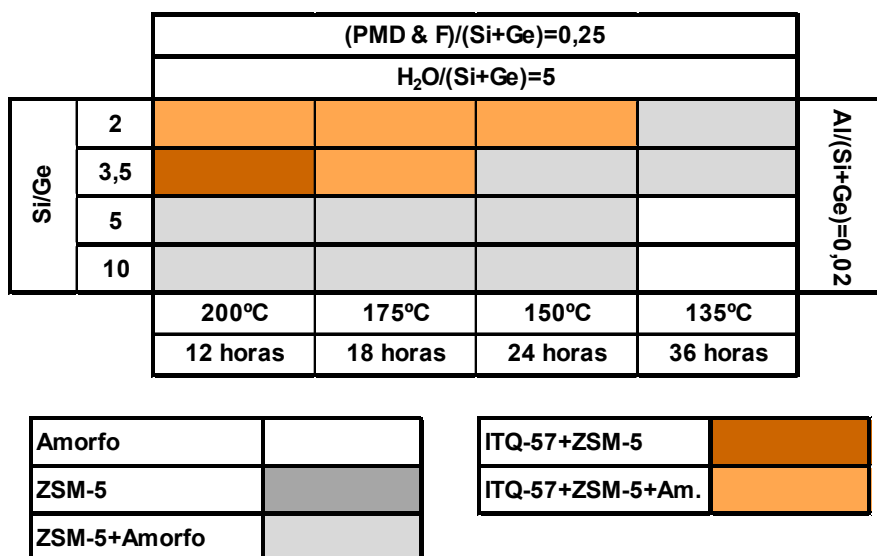 (PMD & F)/(Si+Ge)=0,25
H₂O/(Si+Ge)=5
Si/Ge
2
3,5
5
10
Al/(Si+Ge)=0,02
200ºC 175ºC 150ºC 135ºC
12 horas 18 horas 24 horas 36 horas
Amorfo
ZSM-5
ZSM-5+Amorfo
ITQ-57+ZSM-5
ITQ-57+ZSM-5+Am.